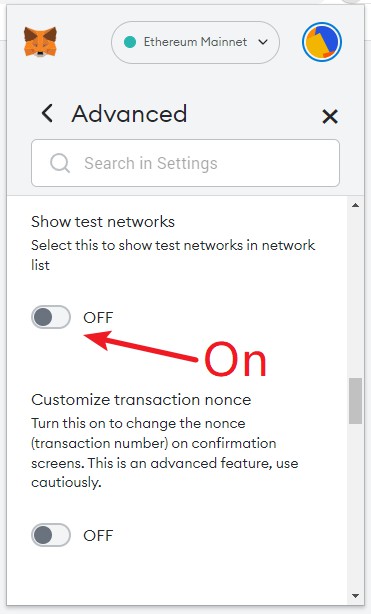 Ethereum Mainnet
Advanced
Search in Settings
Show test networks
Select this to show test networks in network
list
OFF
On
Customize transaction nonce
Turn this on to change the nonce
(transaction number) on confirmation
screens. This is an advanced feature, use
cautiously.
OFF